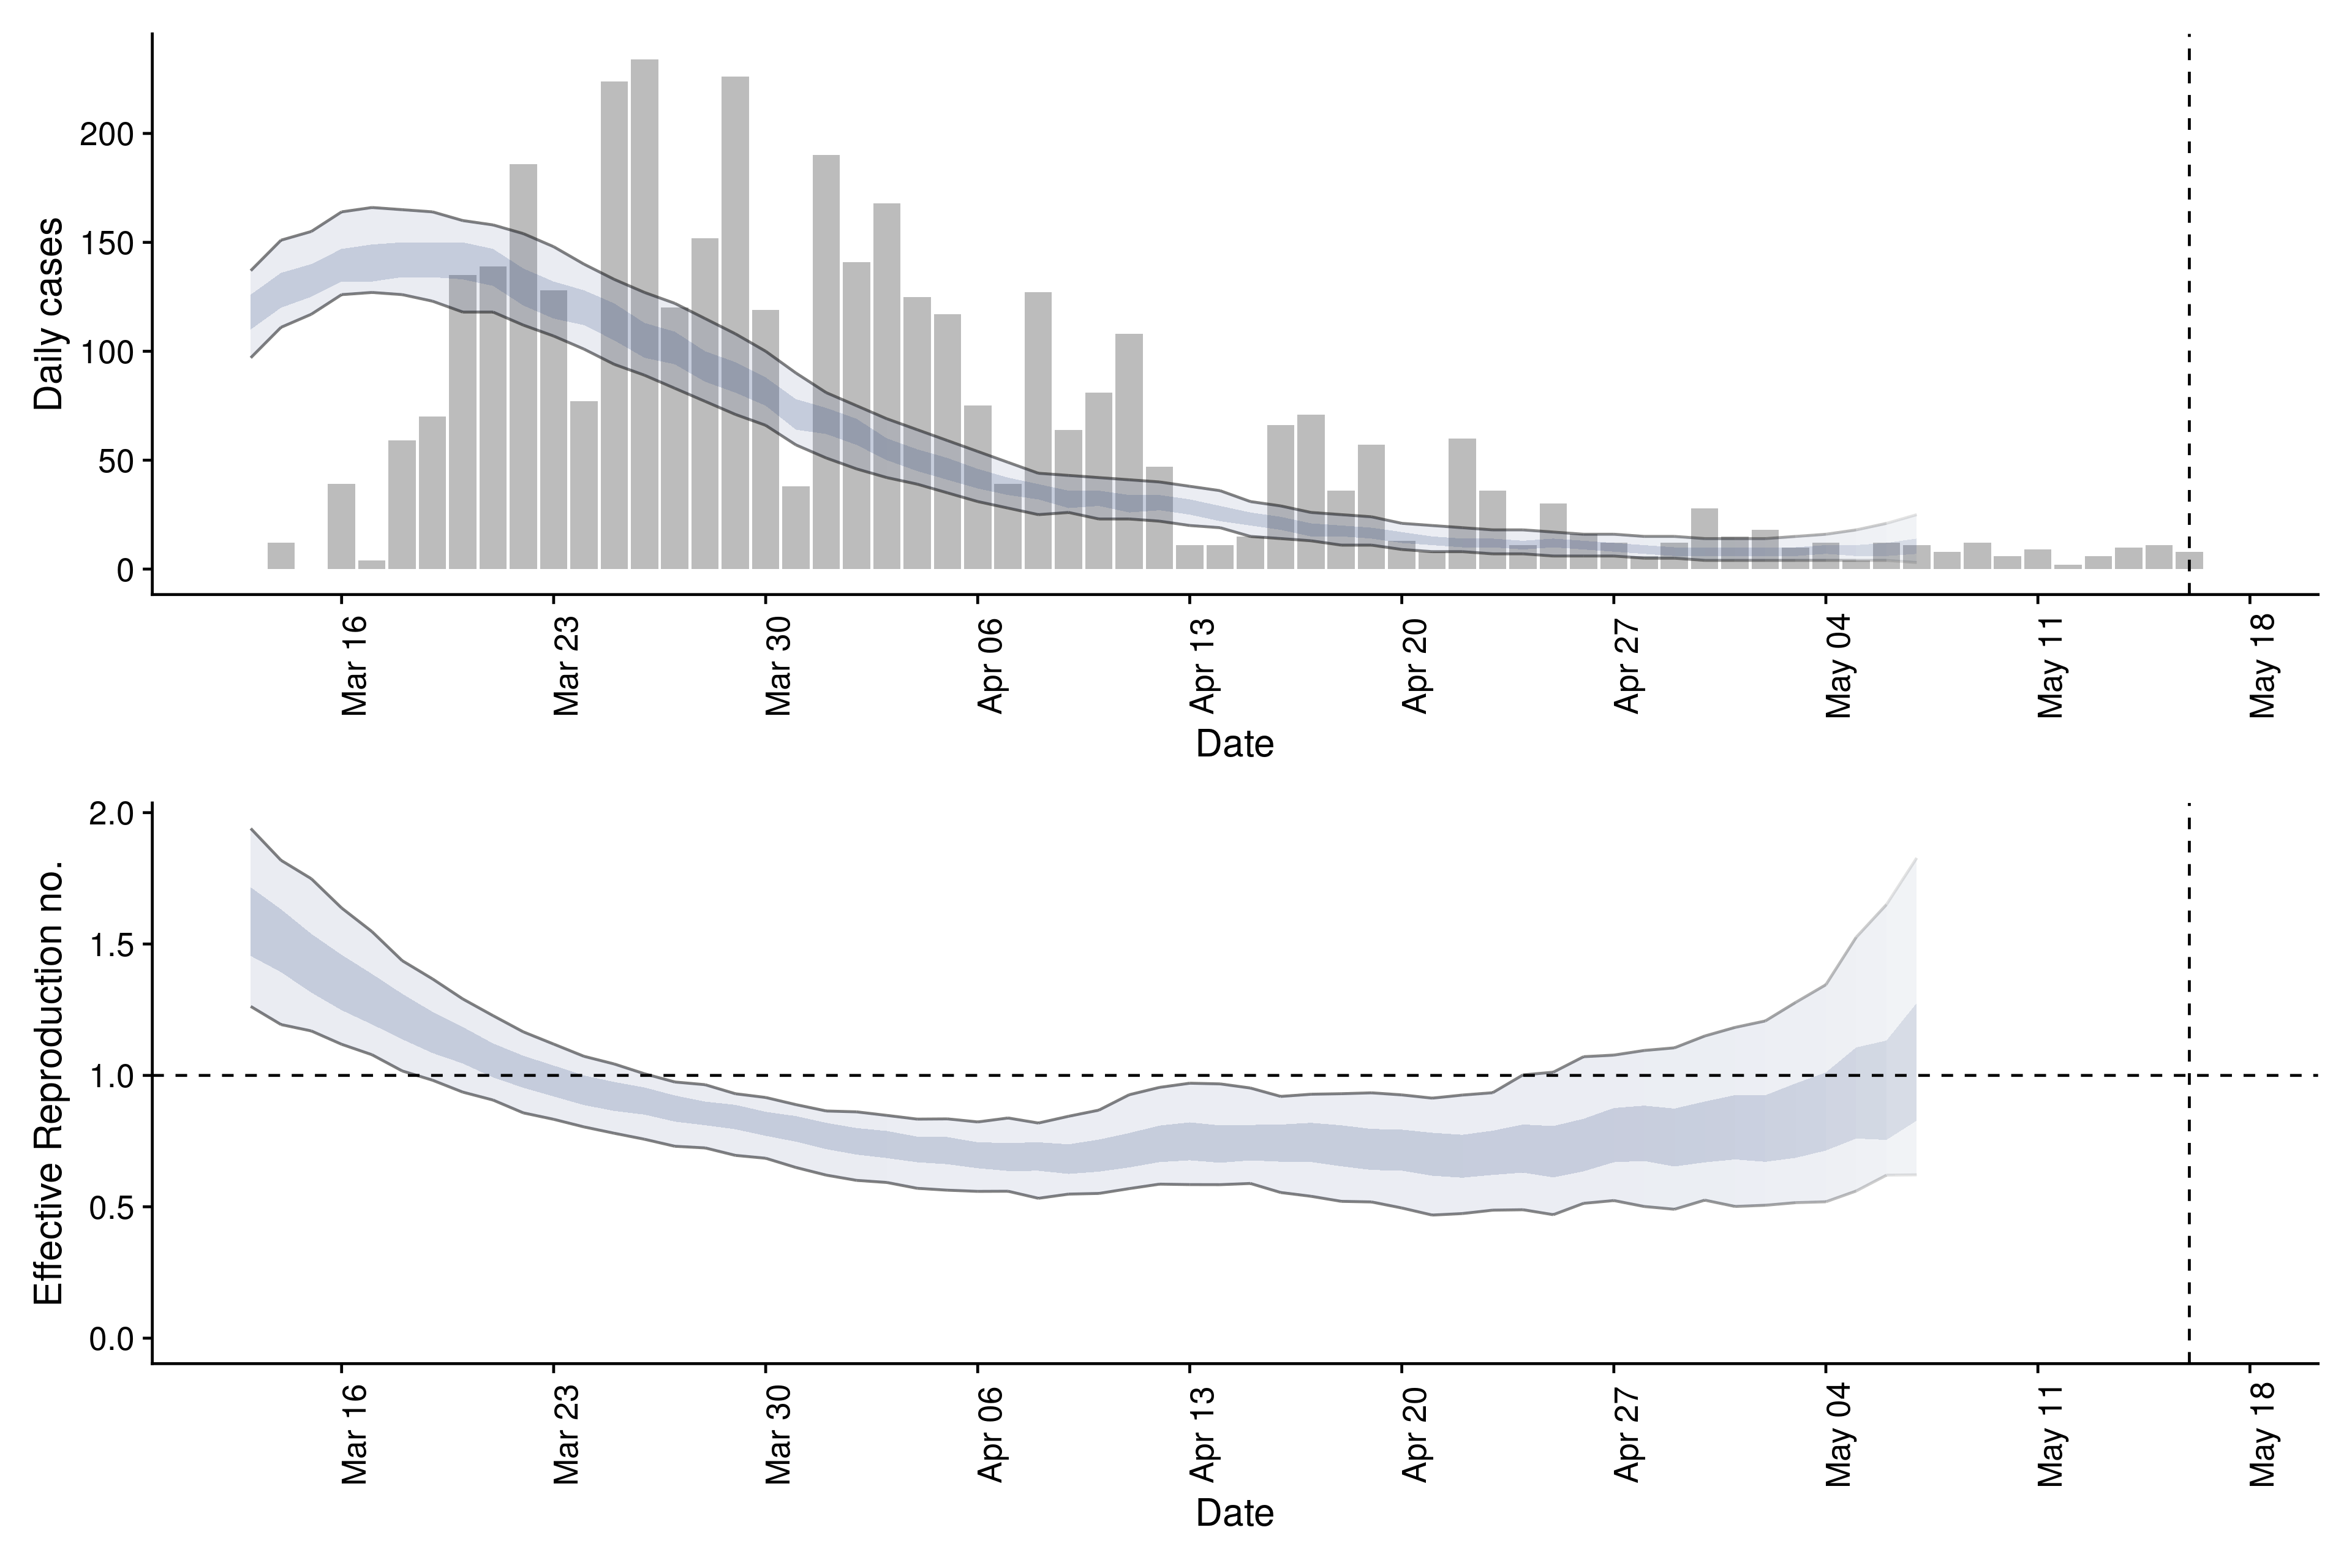 Daily cases
200
150
100
50
0
Mar 16
Mar 23
Mar 30
Apr 06
Apr 13
Apr 20
Apr 27
May 04
May 11
May 18
Date
Effective Reproduction no.
2.0
1.5
1.0
0.5
0.0
Mar 16
Mar 23
Mar 30
Apr 06
Apr 13
Apr 20
Apr 27
May 04
May 11
May 18
Date